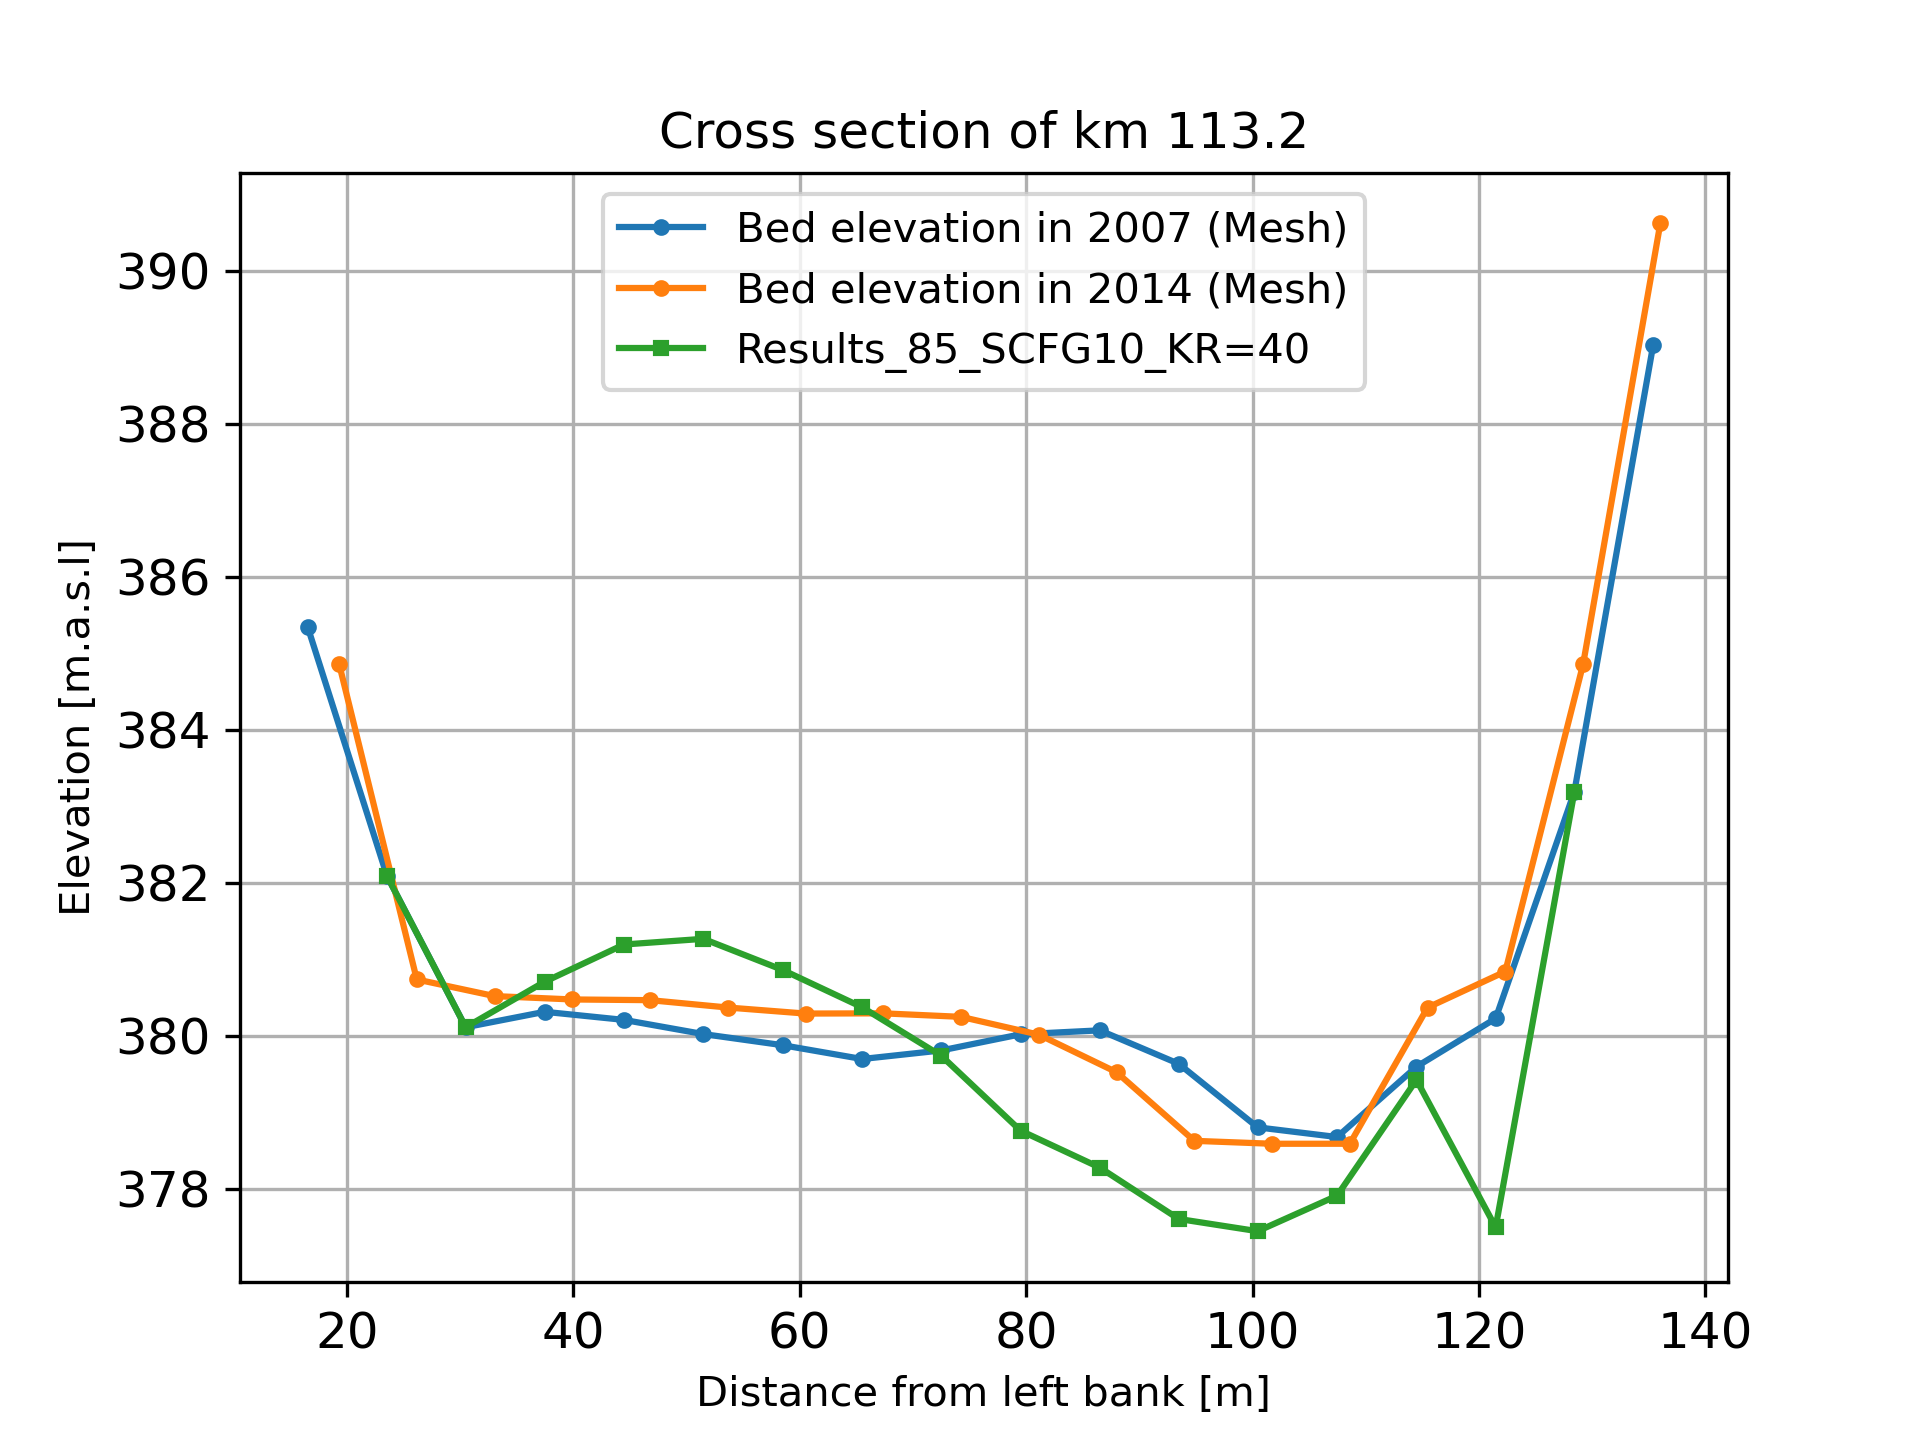 Cross section of km 113.2
Bed elevation in 2007 (Mesh)
Bed elevation in 2014 (Mesh)
Results_85_SCFG10_KR=40
390
388
386
384
382
380
378
Elevation [m.a.s.l]
20 40 60 80 100 120 140
Distance from left bank [m]